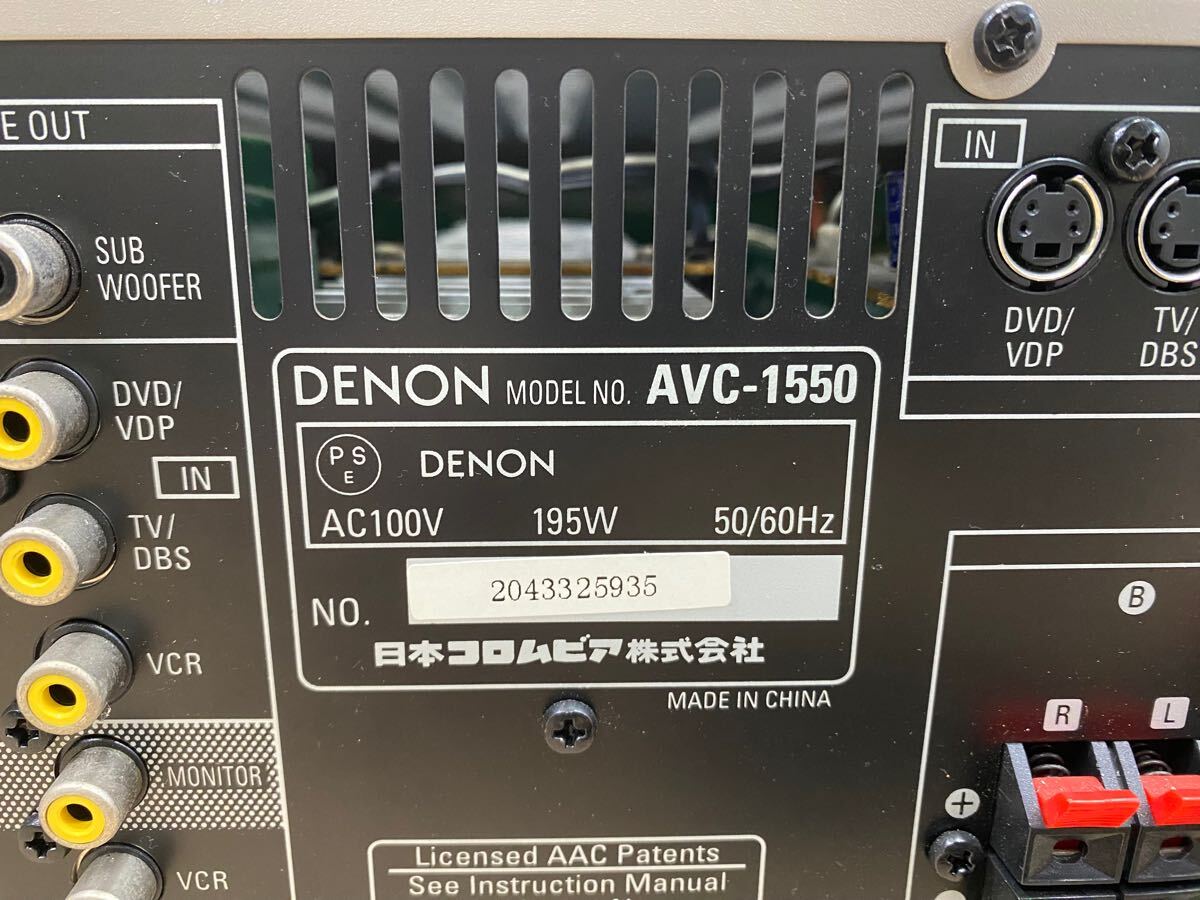 E OUT
SUB
WOOFER
DVD/
VDP
IN
TV/
DBS
VCR
MONITOR
VCR
DENON MODEL NO. AVC-1550
PSE DENON
AC100V 195W 50/60Hz
NO. 2043325935
日本コロムビア株式会社
MADE IN CHINA
Licensed AAC Patents
See Instruction Manual
IN
DVD/
VDP
TV/
DBS
B
R L
+